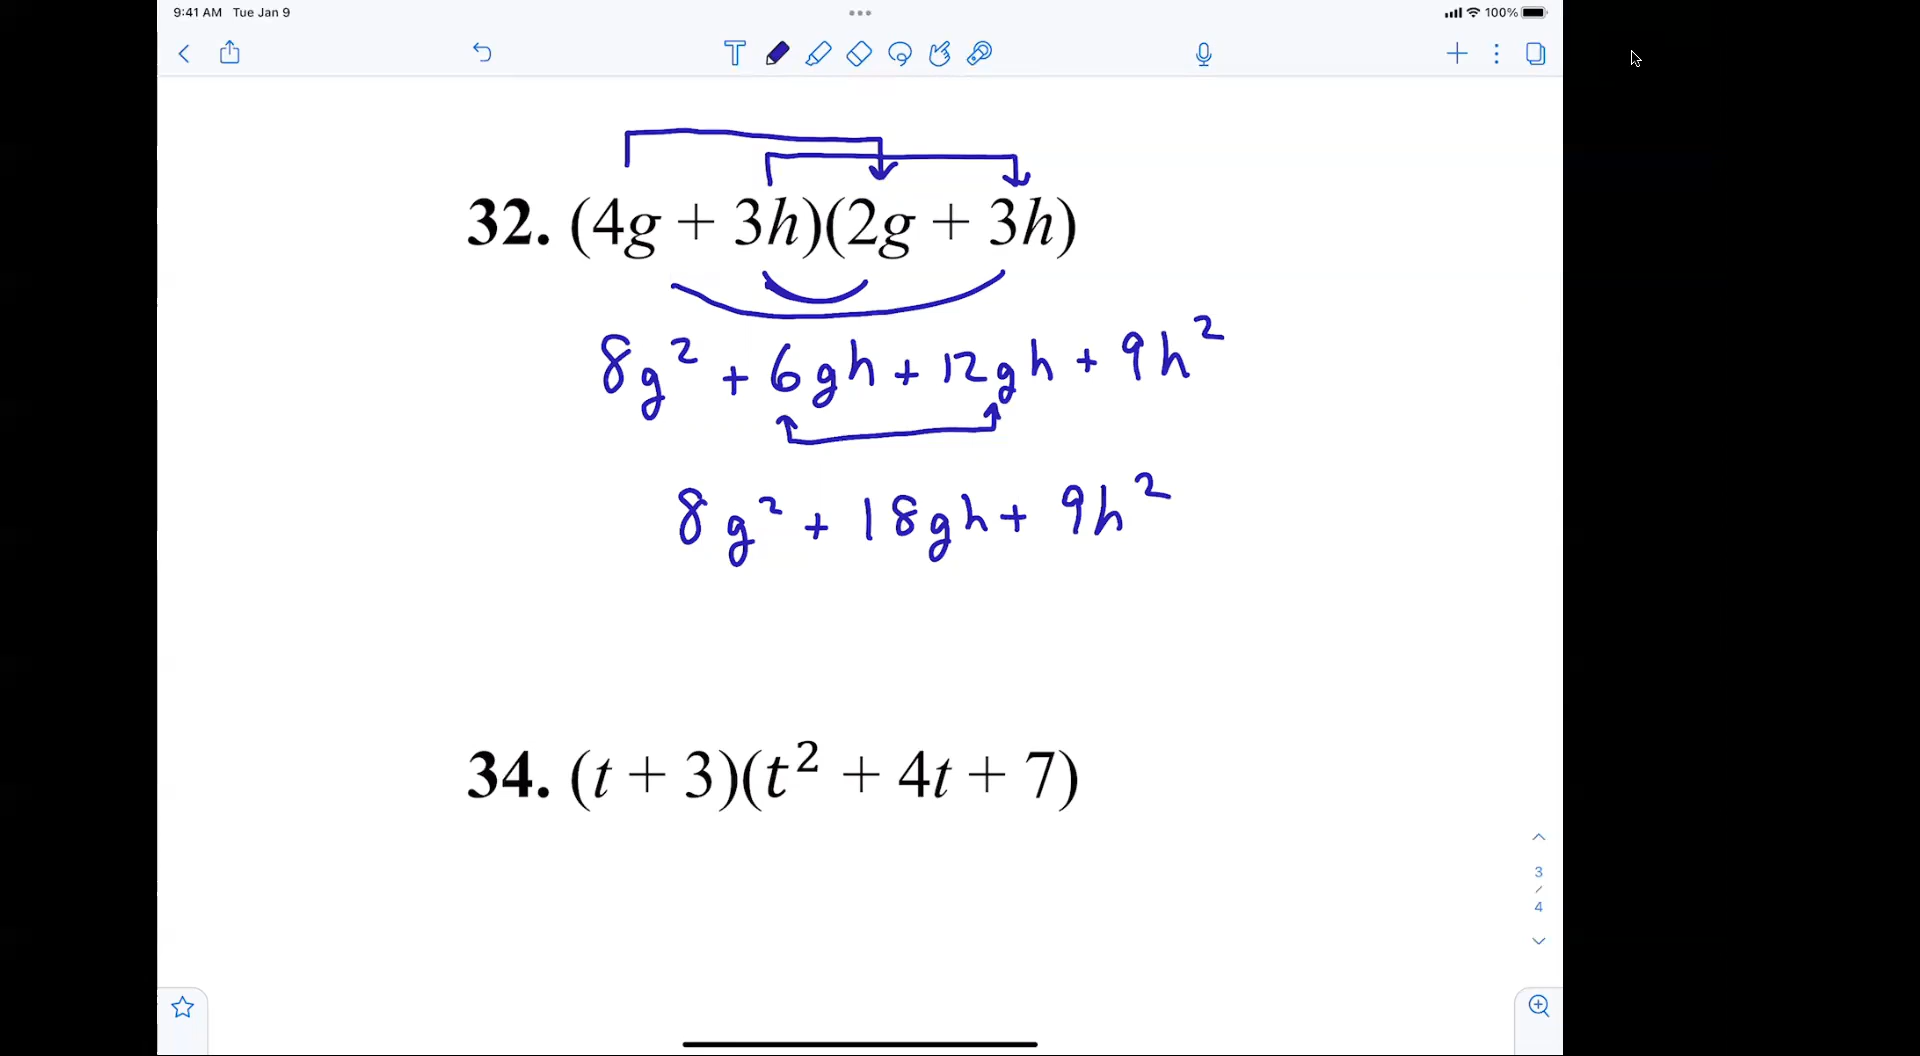 9:41 AM Tue Jan 9
100%
32. (4g + 3h)(2g + 3h)
8g² + 6gh + 12gh + 9h²
8g² + 18gh + 9h²
34. (t + 3)(t² + 4t + 7)
3
/
4